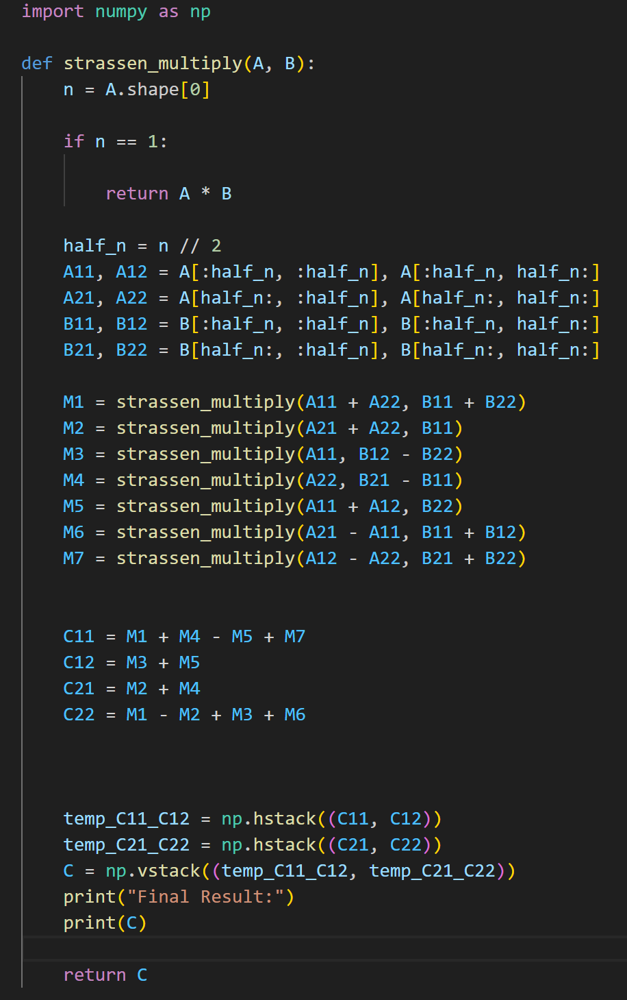 import numpy as np
def strassen_multiply(A, B):
    n = A.shape[0]
    if n == 1:
        return A * B
    half_n = n // 2
    A11, A12 = A[:half_n, :half_n], A[:half_n, half_n:]
    A21, A22 = A[half_n:, :half_n], A[half_n:, half_n:]
    B11, B12 = B[:half_n, :half_n], B[:half_n, half_n:]
    B21, B22 = B[half_n:, :half_n], B[half_n:, half_n:]
    M1 = strassen_multiply(A11 + A22, B11 + B22)
    M2 = strassen_multiply(A21 + A22, B11)
    M3 = strassen_multiply(A11, B12 - B22)
    M4 = strassen_multiply(A22, B21 - B11)
    M5 = strassen_multiply(A11 + A12, B22)
    M6 = strassen_multiply(A21 - A11, B11 + B12)
    M7 = strassen_multiply(A12 - A22, B21 + B22)
    C11 = M1 + M4 - M5 + M7
    C12 = M3 + M5
    C21 = M2 + M4
    C22 = M1 - M2 + M3 + M6
    temp_C11_C12 = np.hstack((C11, C12))
    temp_C21_C22 = np.hstack((C21, C22))
    C = np.vstack((temp_C11_C12, temp_C21_C22))
    print("Final Result:")
    print(C)
    return C